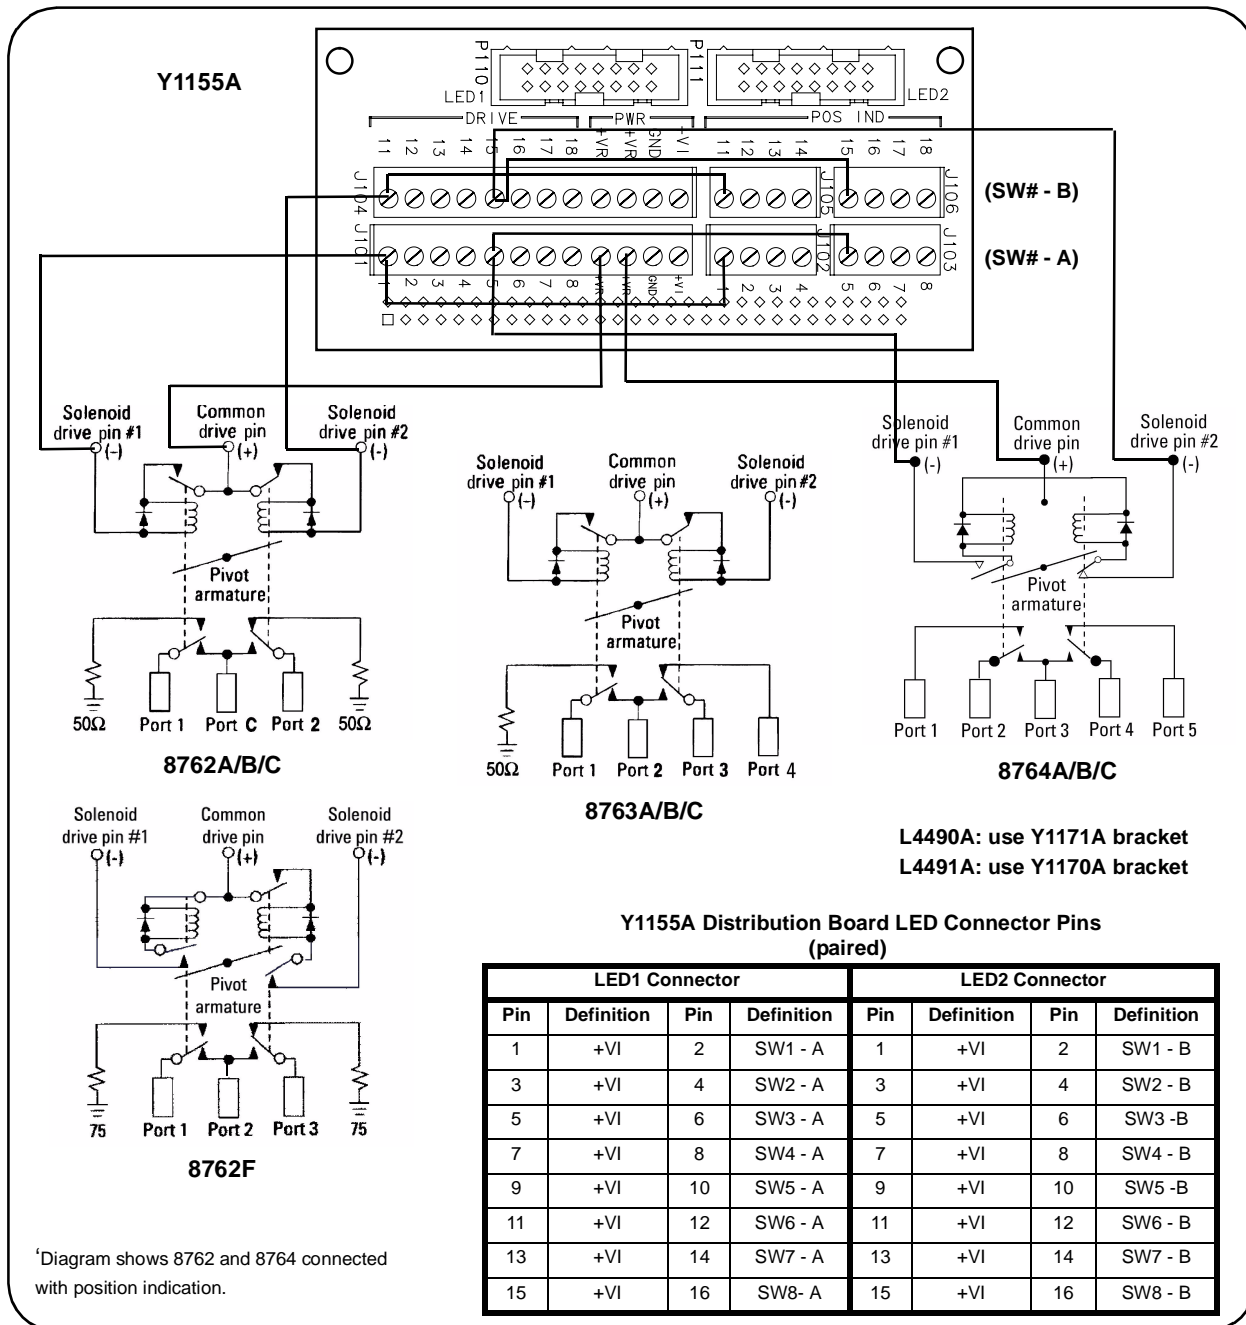 Y1155A
P110
P111
LED1
LED2
DRIVE
PWR
POS IND
11 12 13 14 15 16 17 18 +VR +VR GND +VI 11 12 13 14 15 16 17 18
J104
J105
J106
(SW# - B)
J101
J102
J103
(SW# - A)
1 2 3 4 5 6 7 8 +VR +VR GND +VI 1 2 3 4 5 6 7 8
Solenoid
drive pin #1
(-)
Common
drive pin
(+)
Solenoid
drive pin #2
(-)
Pivot
armature
50Ω
Port 1
Port C
Port 2
50Ω
8762A/B/C
Solenoid
drive pin #1
(-)
Common
drive pin
(+)
Solenoid
drive pin #2
(-)
Pivot
armature
50Ω
Port 1
Port 2
Port 3
Port 4
8763A/B/C
Solenoid
drive pin #1
(-)
Common
drive pin
(+)
Solenoid
drive pin #2
(-)
Pivot
armature
Port 1
Port 2
Port 3
Port 4
Port 5
8764A/B/C
Solenoid
drive pin #1
(-)
Common
drive pin
(+)
Solenoid
drive pin #2
(-)
Pivot
armature
75
Port 1
Port 2
Port 3
75
8762F
L4490A: use Y1171A bracket
L4491A: use Y1170A bracket
Y1155A Distribution Board LED Connector Pins
(paired)
LED1 Connector LED2 Connector
Pin Definition Pin Definition Pin Definition Pin Definition
1 +VI 2 SW1 - A 1 +VI 2 SW1 - B
3 +VI 4 SW2 - A 3 +VI 4 SW2 - B
5 +VI 6 SW3 - A 5 +VI 6 SW3 -B
7 +VI 8 SW4 - A 7 +VI 8 SW4 - B
9 +VI 10 SW5 - A 9 +VI 10 SW5 -B
11 +VI 12 SW6 - A 11 +VI 12 SW6 - B
13 +VI 14 SW7 - A 13 +VI 14 SW7 - B
15 +VI 16 SW8- A 15 +VI 16 SW8 - B
‘Diagram shows 8762 and 8764 connected
with position indication.